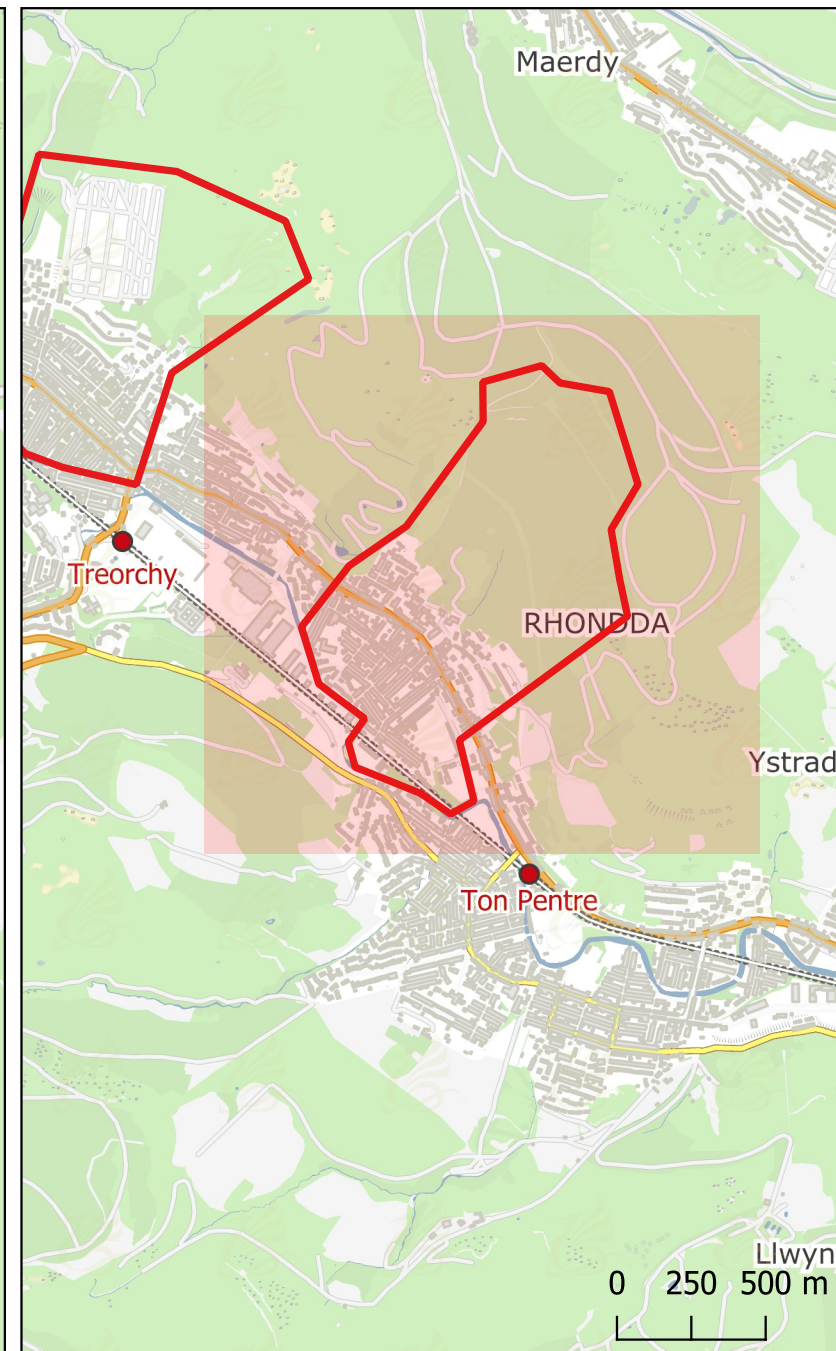 Maerdy
Treorchy
RHONDDA
Ystrad
Ton Pentre
Llwyn
0 250 500 m